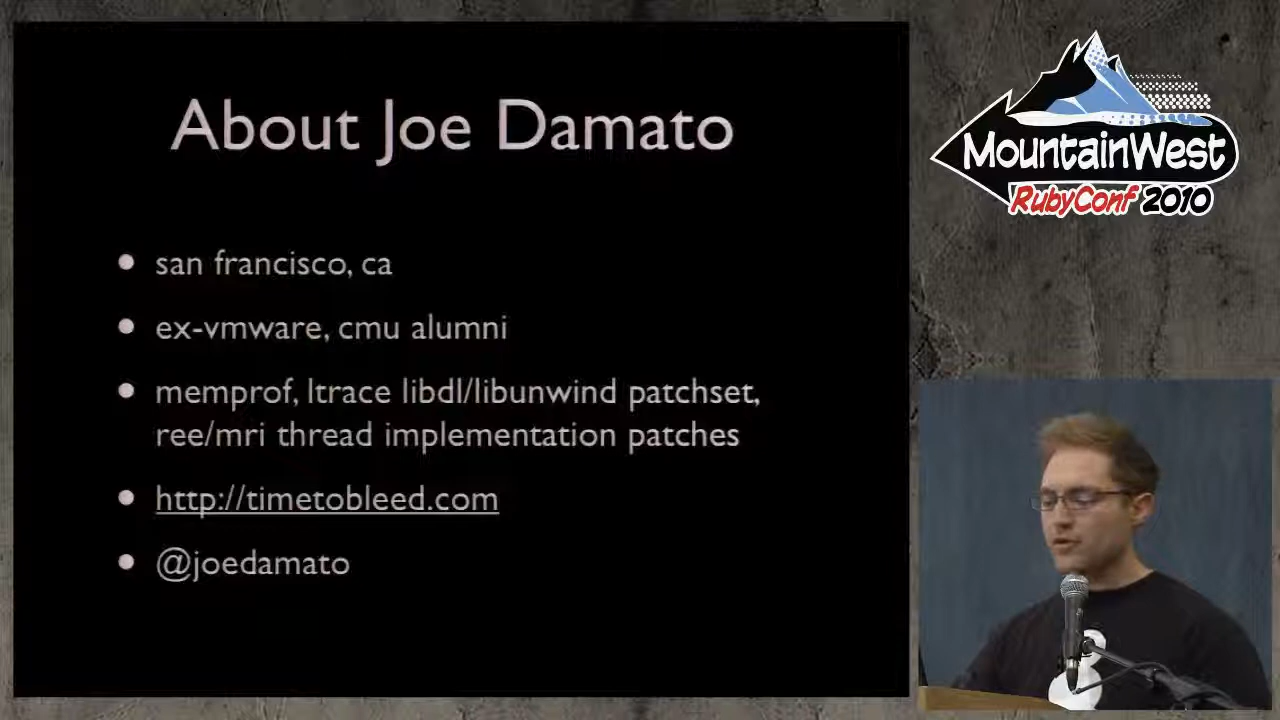 About Joe Damato
san francisco, ca
ex-vmware, cmu alumni
memprof, ltrace libdl/libunwind patchset,
ree/mri thread implementation patches
http://timetobleed.com
@joedamato
MountainWest
RubyConf 2010